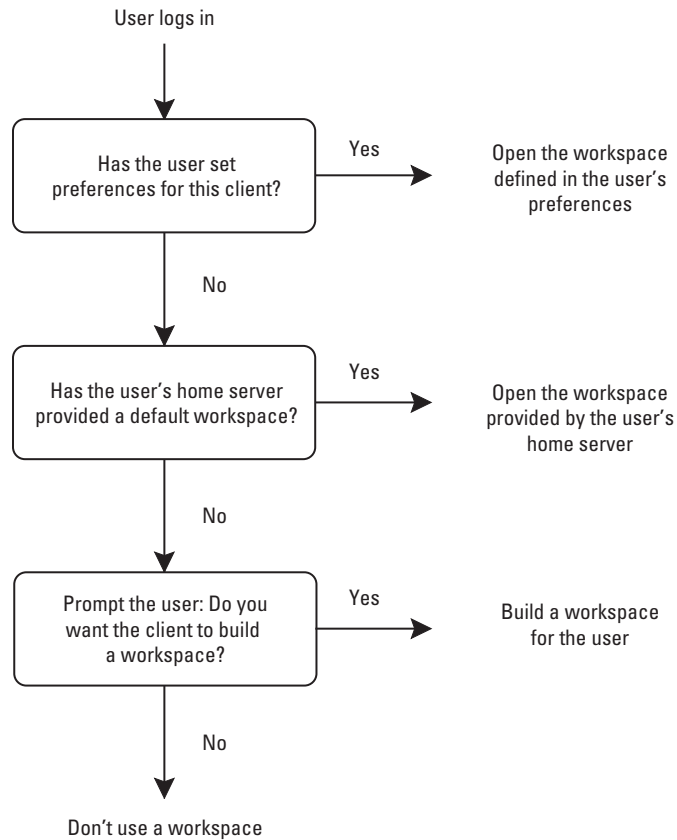 User logs in
Has the user set
preferences for this client?
Yes
Open the workspace
defined in the user's
preferences
No
Has the user's home server
provided a default workspace?
Yes
Open the workspace
provided by the user's
home server
No
Prompt the user: Do you
want the client to build
a workspace?
Yes
Build a workspace
for the user
No
Don't use a workspace